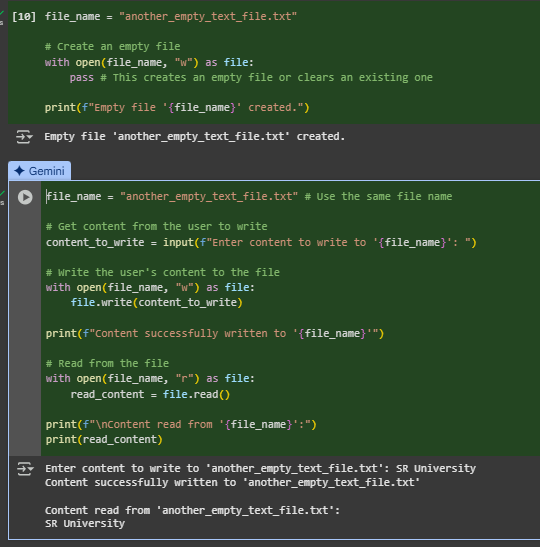 [10] file_name = "another_empty_text_file.txt"
# Create an empty file
with open(file_name, "w") as file:
    pass # This creates an empty file or clears an existing one
print(f"Empty file '{file_name}' created.")
Empty file 'another_empty_text_file.txt' created.
Gemini
file_name = "another_empty_text_file.txt" # Use the same file name
# Get content from the user to write
content_to_write = input(f"Enter content to write to '{file_name}': ")
# Write the user's content to the file
with open(file_name, "w") as file:
    file.write(content_to_write)
print(f"Content successfully written to '{file_name}'")
# Read from the file
with open(file_name, "r") as file:
    read_content = file.read()
print(f"\nContent read from '{file_name}':")
print(read_content)
Enter content to write to 'another_empty_text_file.txt': SR University
Content successfully written to 'another_empty_text_file.txt'
Content read from 'another_empty_text_file.txt':
SR University